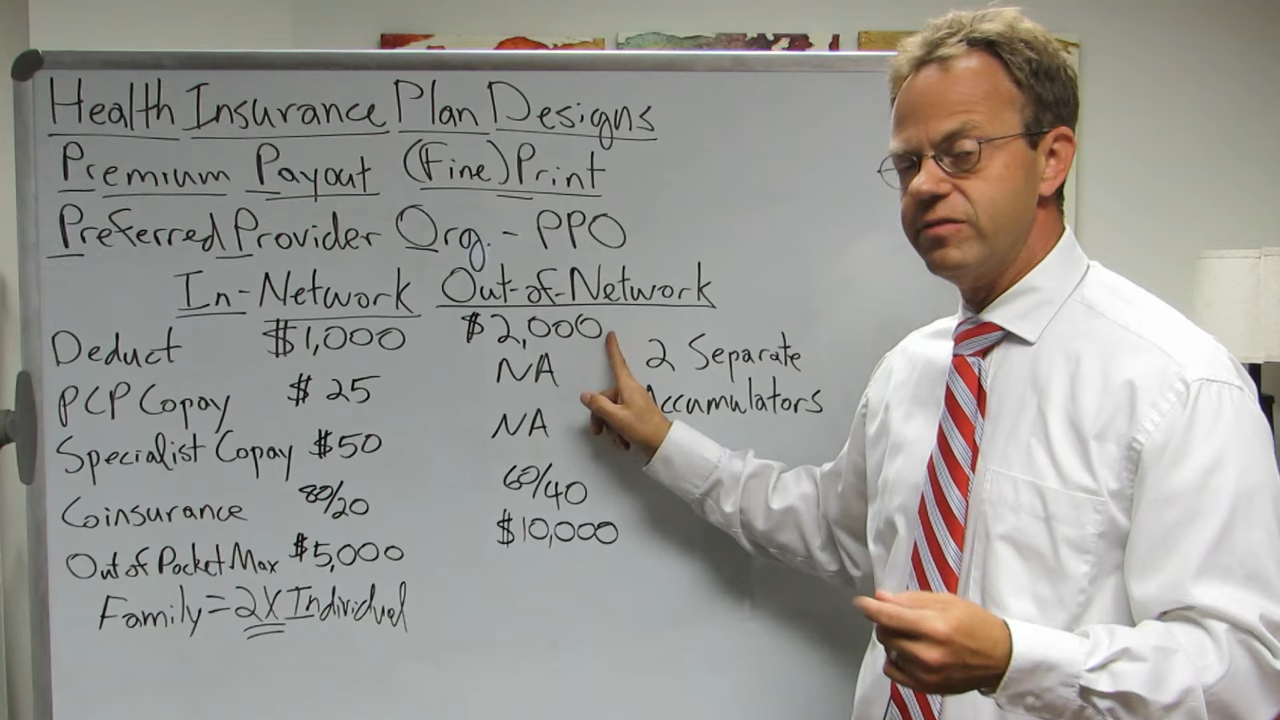 Health Insurance Plan Designs
Premium Payout (Fine) Print
Preferred Provider Org. - PPO
In-Network Out-of-Network
Deduct $1,000 $2,000
PCP Copay $25 NA
Specialist Copay $50 NA
Coinsurance 80/20 60/40
Out of Pocket Max $5,000 $10,000
Family = 2X Individual
2 Separate
Accumulators